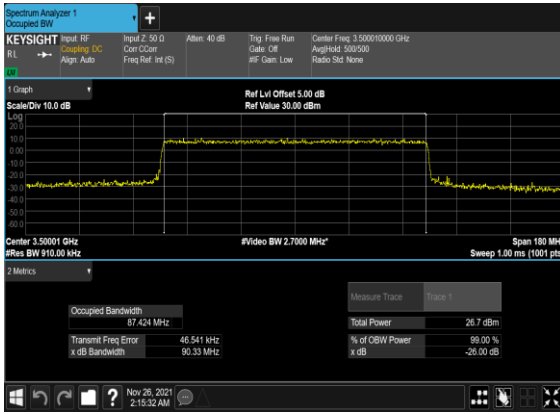 Spectrum Analyzer 1
Occupied BW
+
KEYSIGHT
RL
Input: RF
Coupling: DC
Align: Auto
Input Z: 50 Ω
Corr CCorr
Freq Ref: Int (S)
Atten: 40 dB
Trig: Free Run
Gate: Off
#IF Gain: Low
Center Freq: 3.500010000 GHz
Avg|Hold: 500/500
Radio Std: None
1 Graph
Scale/Div 10.0 dB
Ref Lvl Offset 5.00 dB
Ref Value 30.00 dBm
Log
20.0
10.0
0.00
-10.0
-20.0
-30.0
-40.0
-50.0
-60.0
Center 3.50001 GHz
#Res BW 910.00 kHz
#Video BW 2.7000 MHz*
Span 180 MH
Sweep 1.00 ms (1001 pts
2 Metrics
Measure Trace Trace 1
Occupied Bandwidth
87.424 MHz
Total Power 26.7 dBm
Transmit Freq Error 46.541 kHz
% of OBW Power 99.00 %
x dB Bandwidth 90.33 MHz
x dB -26.00 dB
?
Nov 26, 2021
2:15:32 AM